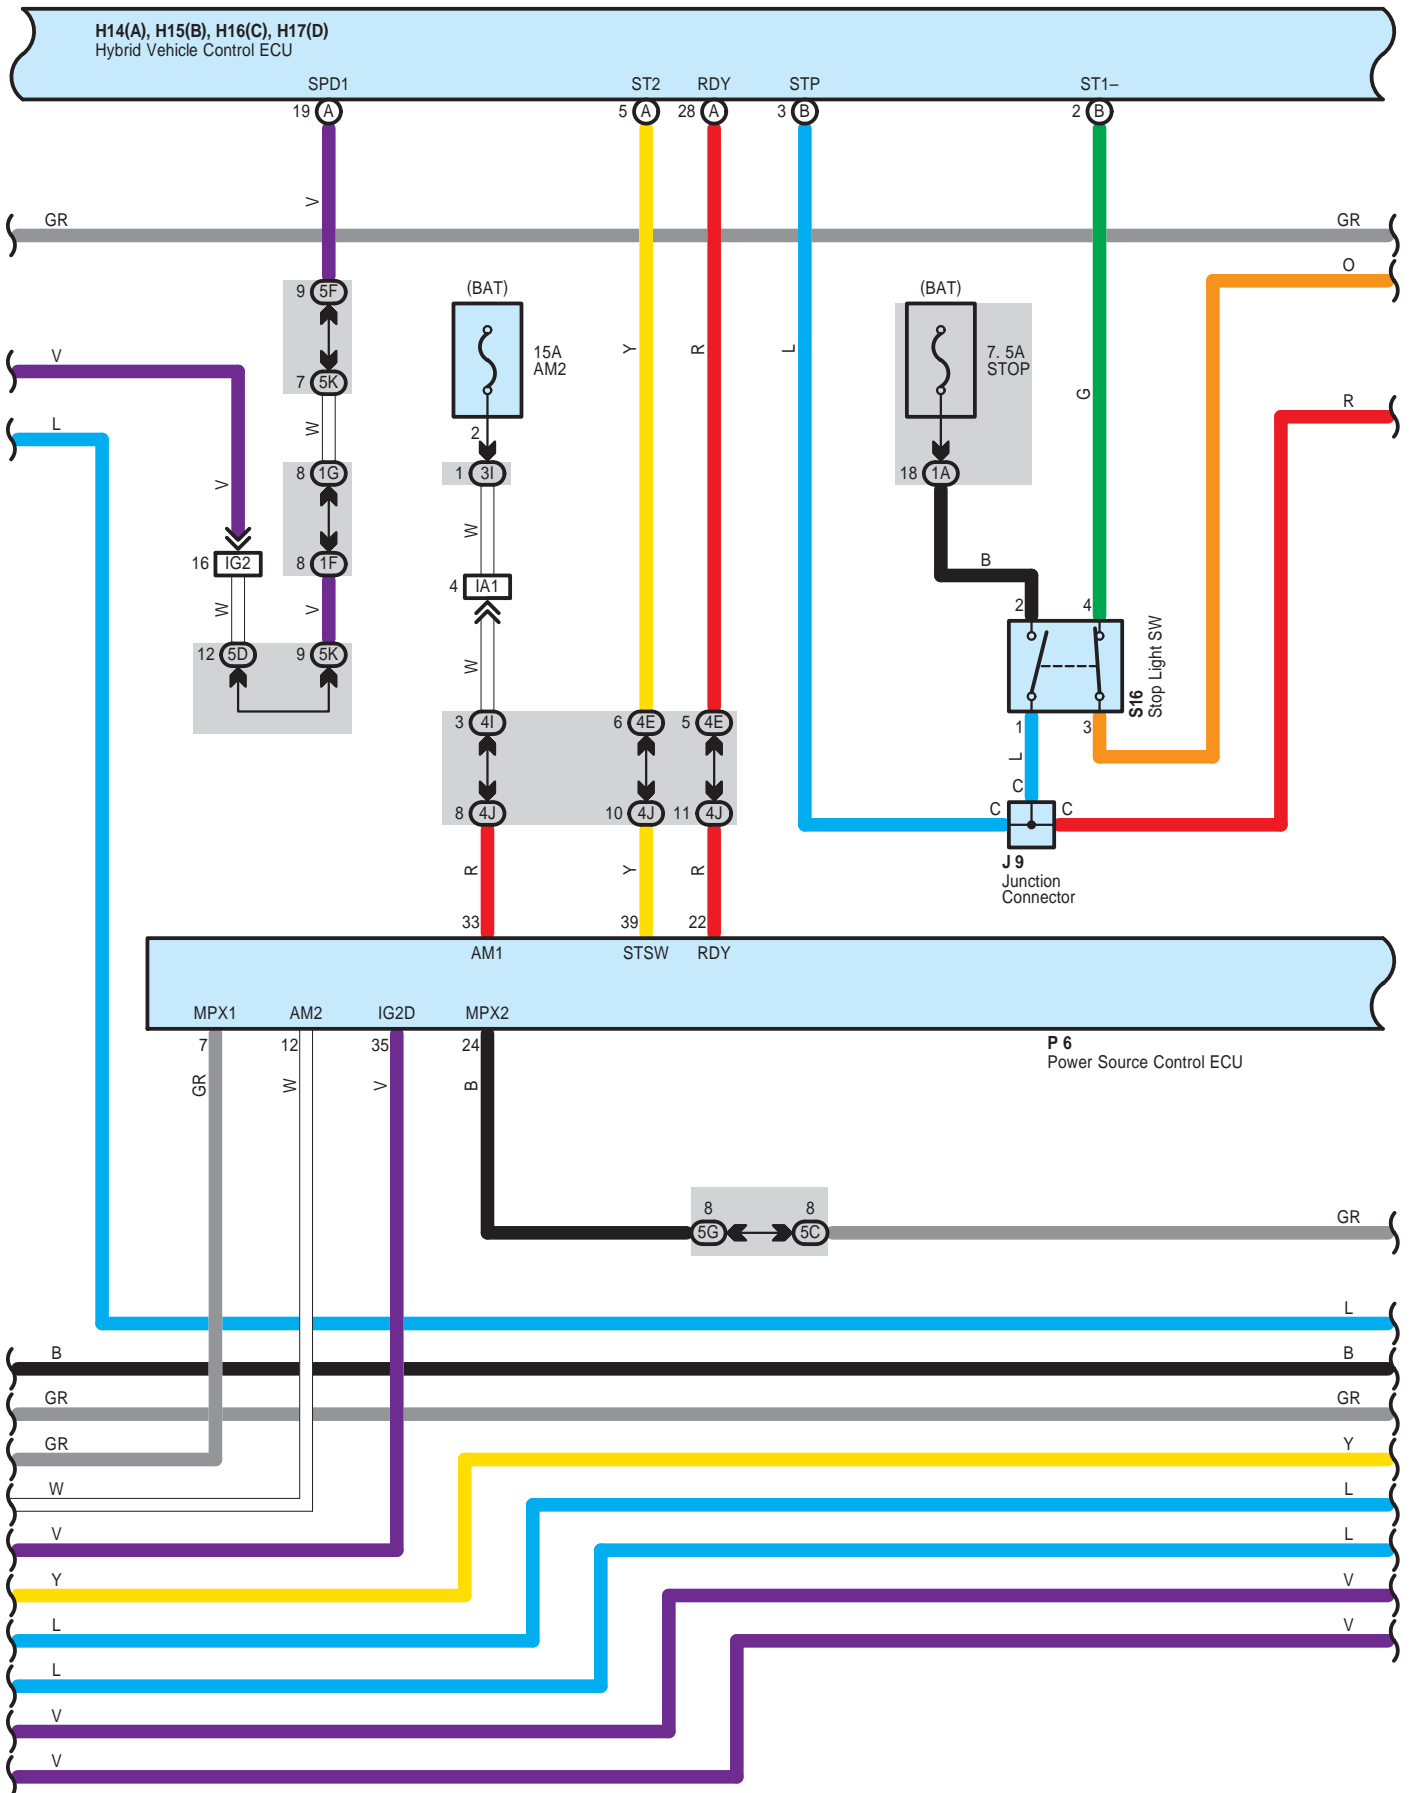 H14(A), H15(B), H16(C), H17(D)
Hybrid Vehicle Control ECU
SPD1 ST2 RDY STP ST1–
19 A 5 A 28 A 3 B 2 B
V
GR GR
O
9 5F (BAT) (BAT)
V Y R L 15A 7. 5A
AM2 STOP
7 5K
G
R
L
W 2
8 1G 1 3I 18 1A
V
W
B
16 IG2 8 1F
4 IA1
W V 2 4
12 5D 9 5K W
S16
Stop Light SW
3 4I 6 4E 5 4E 1 3
L
C
8 4J 10 4J 11 4J C C
J 9
Junction
Connector
R Y R
33 39 22
AM1 STSW RDY
MPX1 AM2 IG2D MPX2
7 12 35 24
P 6
Power Source Control ECU
GR W V B
8 8
5G 5C GR
L
B B
GR GR
GR Y
W L
V L
Y V
L V
L
V
V